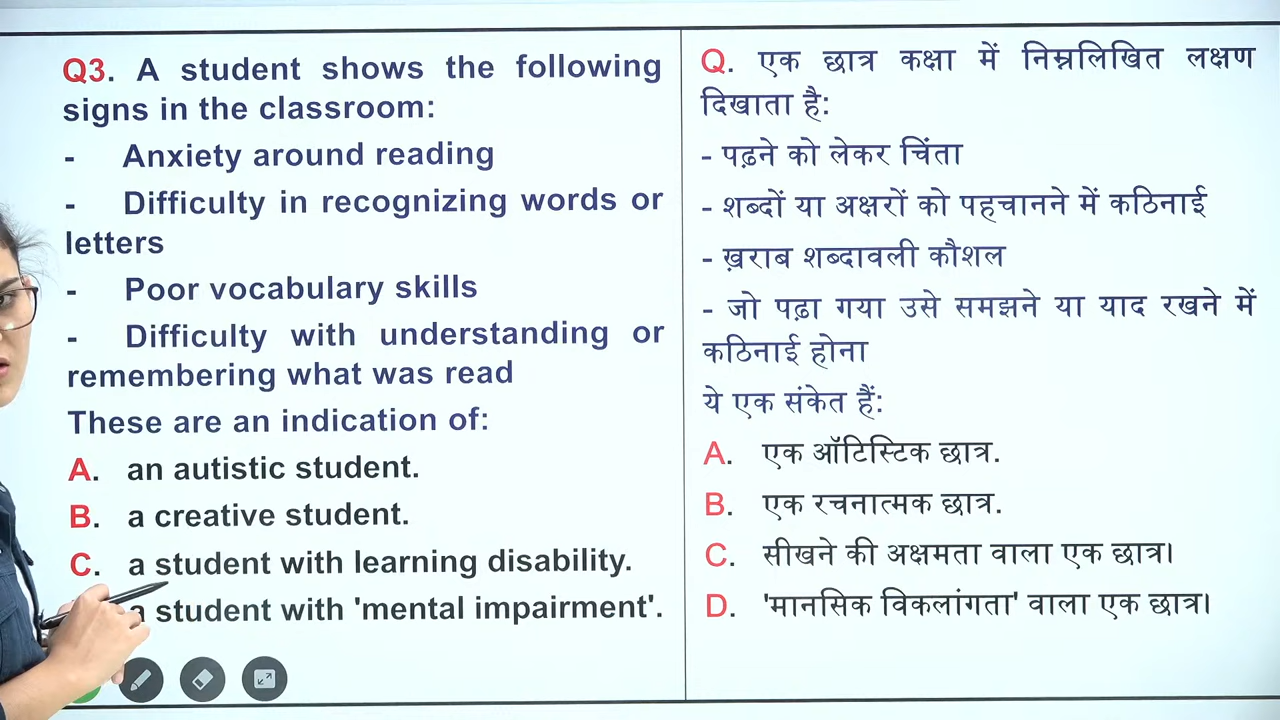 Q3. A student shows the following
signs in the classroom:
- Anxiety around reading
- Difficulty in recognizing words or
letters
- Poor vocabulary skills
- Difficulty with understanding or
remembering what was read
These are an indication of:
A. an autistic student.
B. a creative student.
C. a student with learning disability.
a student with 'mental impairment'.
Q. एक छात्र कक्षा में निम्नलिखित लक्षण
दिखाता है:
- पढ़ने को लेकर चिंता
- शब्दों या अक्षरों को पहचानने में कठिनाई
- ख़राब शब्दावली कौशल
- जो पढ़ा गया उसे समझने या याद रखने में
कठिनाई होना
ये एक संकेत हैं:
A. एक ऑटिस्टिक छात्र.
B. एक रचनात्मक छात्र.
C. सीखने की अक्षमता वाला एक छात्र।
D. 'मानसिक विकलांगता' वाला एक छात्र।